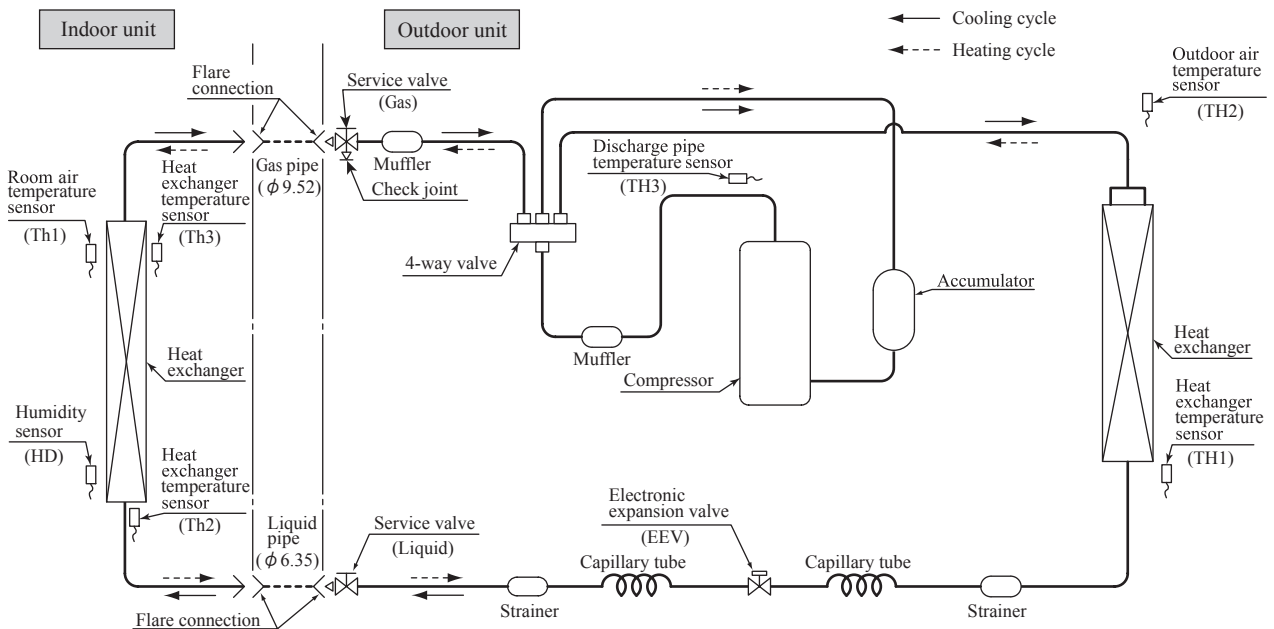 Indoor unit
Outdoor unit
Cooling cycle
Heating cycle
Flare
connection
Service valve
(Gas)
Outdoor air
temperature
sensor
(TH2)
Room air
temperature
sensor
(Th1)
Heat
exchanger
temperature
sensor
(Th3)
Gas pipe
(ϕ9.52)
Muffler
Check joint
Discharge pipe
temperature sensor
(TH3)
4-way valve
Accumulator
Muffler
Compressor
Heat
exchanger
Heat
exchanger
Humidity
sensor
(HD)
Heat
exchanger
temperature
sensor
(TH1)
Heat
exchanger
temperature
sensor
(Th2)
Liquid
pipe
(ϕ6.35)
Service valve
(Liquid)
Electronic
expansion valve
(EEV)
Capillary tube
Capillary tube
Strainer
Strainer
Flare connection